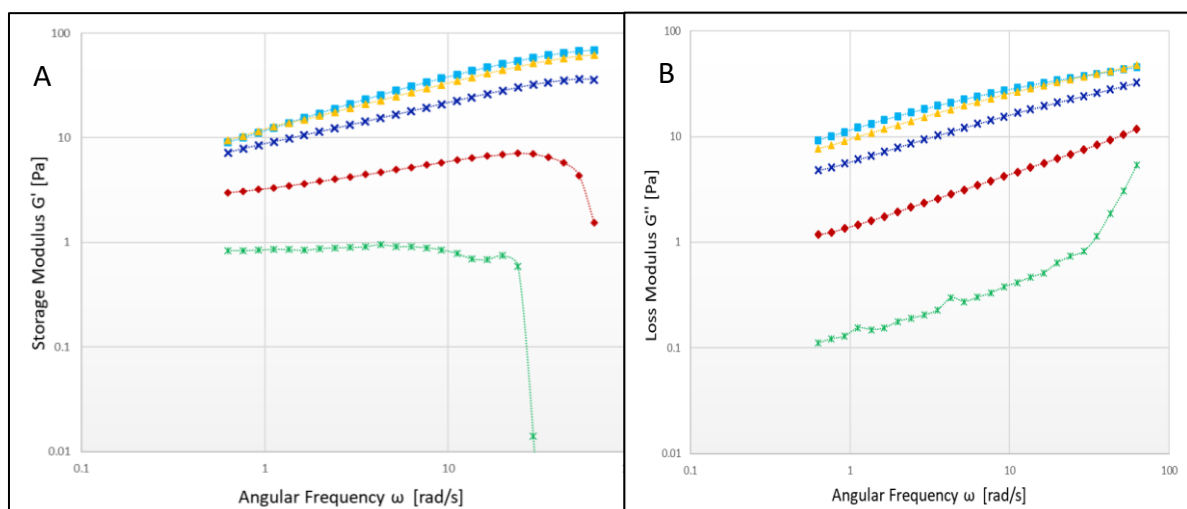 A
100
10
1
0.1
0.01
0.1
1
10
Storage Modulus G' [Pa]
Angular Frequency ω [rad/s]
B
100
10
1
0.1
0.01
0.1
1
10
100
Loss Modulus G'' [Pa]
Angular Frequency ω [rad/s]